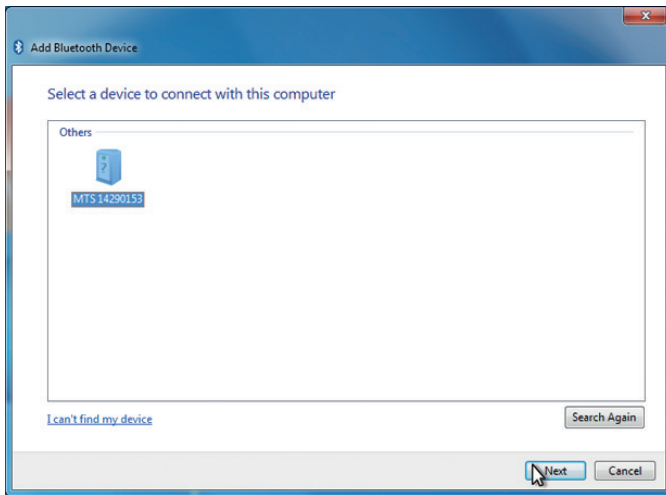 Add Bluetooth Device
Select a device to connect with this computer
Others
MTS 14290153
I can't find my device
Search Again
Next
Cancel